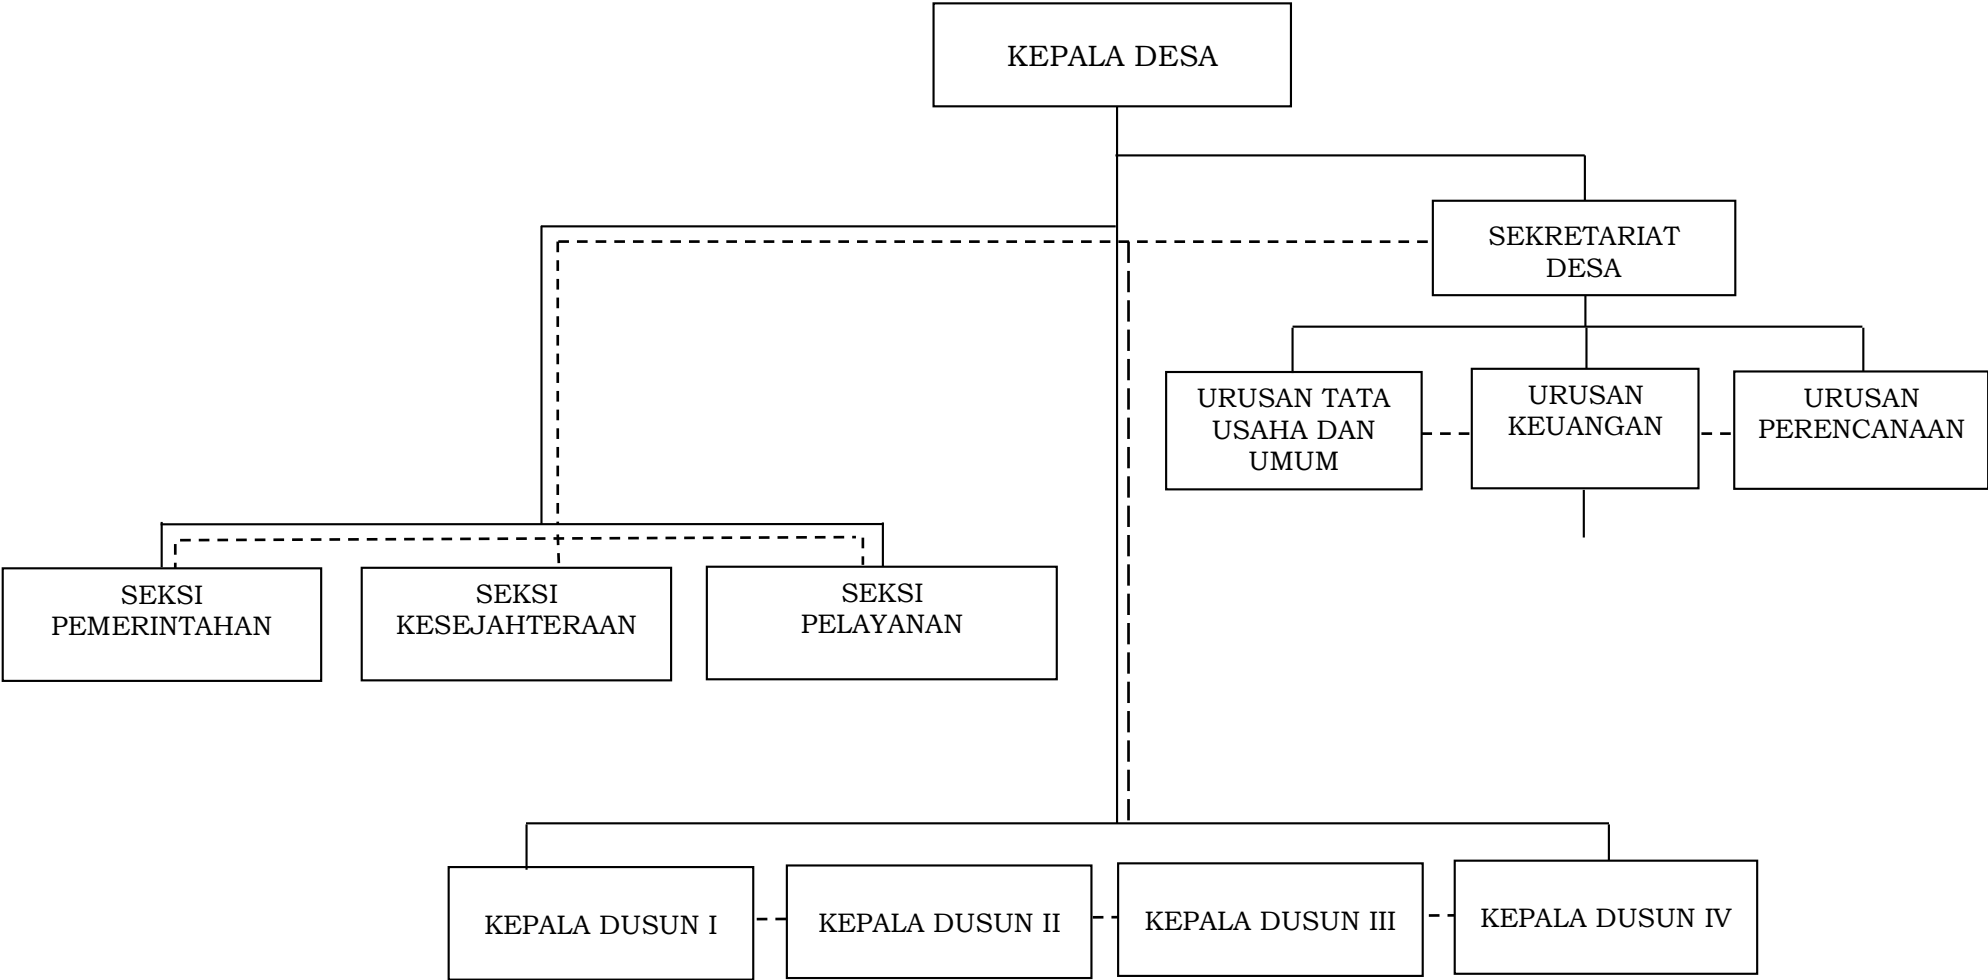 KEPALA DESA
SEKRETARIAT
DESA
URUSAN TATA
USAHA DAN
UMUM
URUSAN
KEUANGAN
URUSAN
PERENCANAAN
SEKSI
PEMERINTAHAN
SEKSI
KESEJAHTERAAN
SEKSI
PELAYANAN
KEPALA DUSUN I
KEPALA DUSUN II
KEPALA DUSUN III
KEPALA DUSUN IV